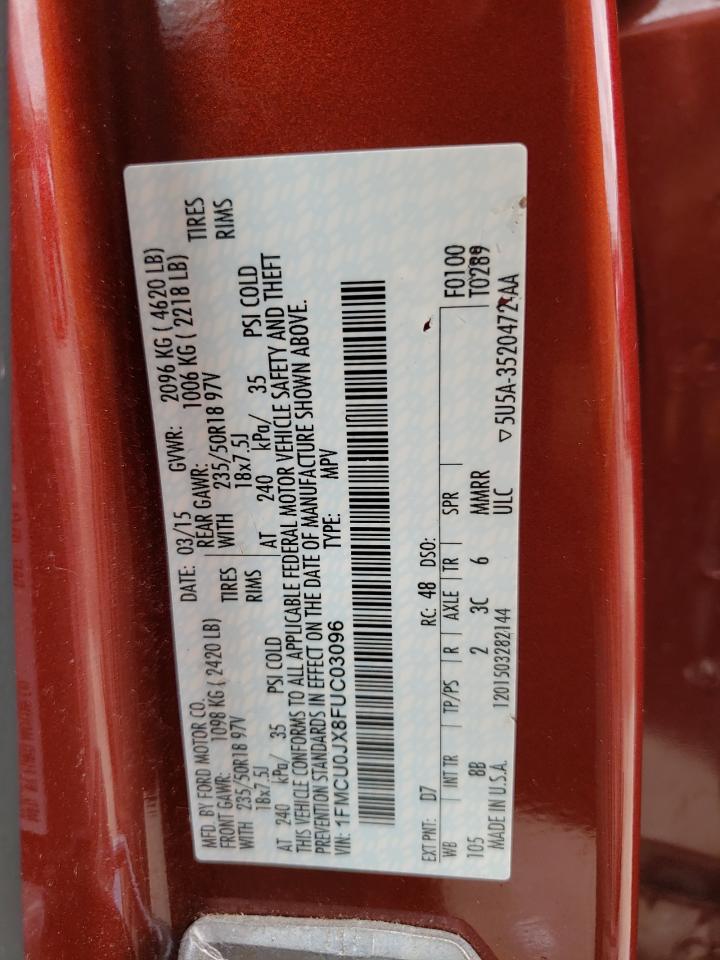 MFD. BY FORD MOTOR CO.
DATE: 03/15 GVWR: 2096 KG ( 4620 LB)
FRONT GAWR: 1098 KG ( 2420 LB)
REAR GAWR: 1006 KG ( 2218 LB)
WITH 235/50R18 97V TIRES
WITH 235/50R18 97V TIRES
18x7.5J RIMS
18x7.5J RIMS
AT 240 kPa/ 35 PSI COLD
AT 240 kPa/ 35 PSI COLD
THIS VEHICLE CONFORMS TO ALL APPLICABLE FEDERAL MOTOR VEHICLE SAFETY AND THEFT
PREVENTION STANDARDS IN EFFECT ON THE DATE OF MANUFACTURE SHOWN ABOVE.
VIN: 1FMCU0JX8FUC03096 TYPE: MPV
EXT PNT: D7 RC: 48 DSO: F0100
WB INT TR TP/PS R AXLE TR SPR T0289
105 8B 2 3C 6 MMRR
MADE IN U.S.A. 1201503282144 ULC